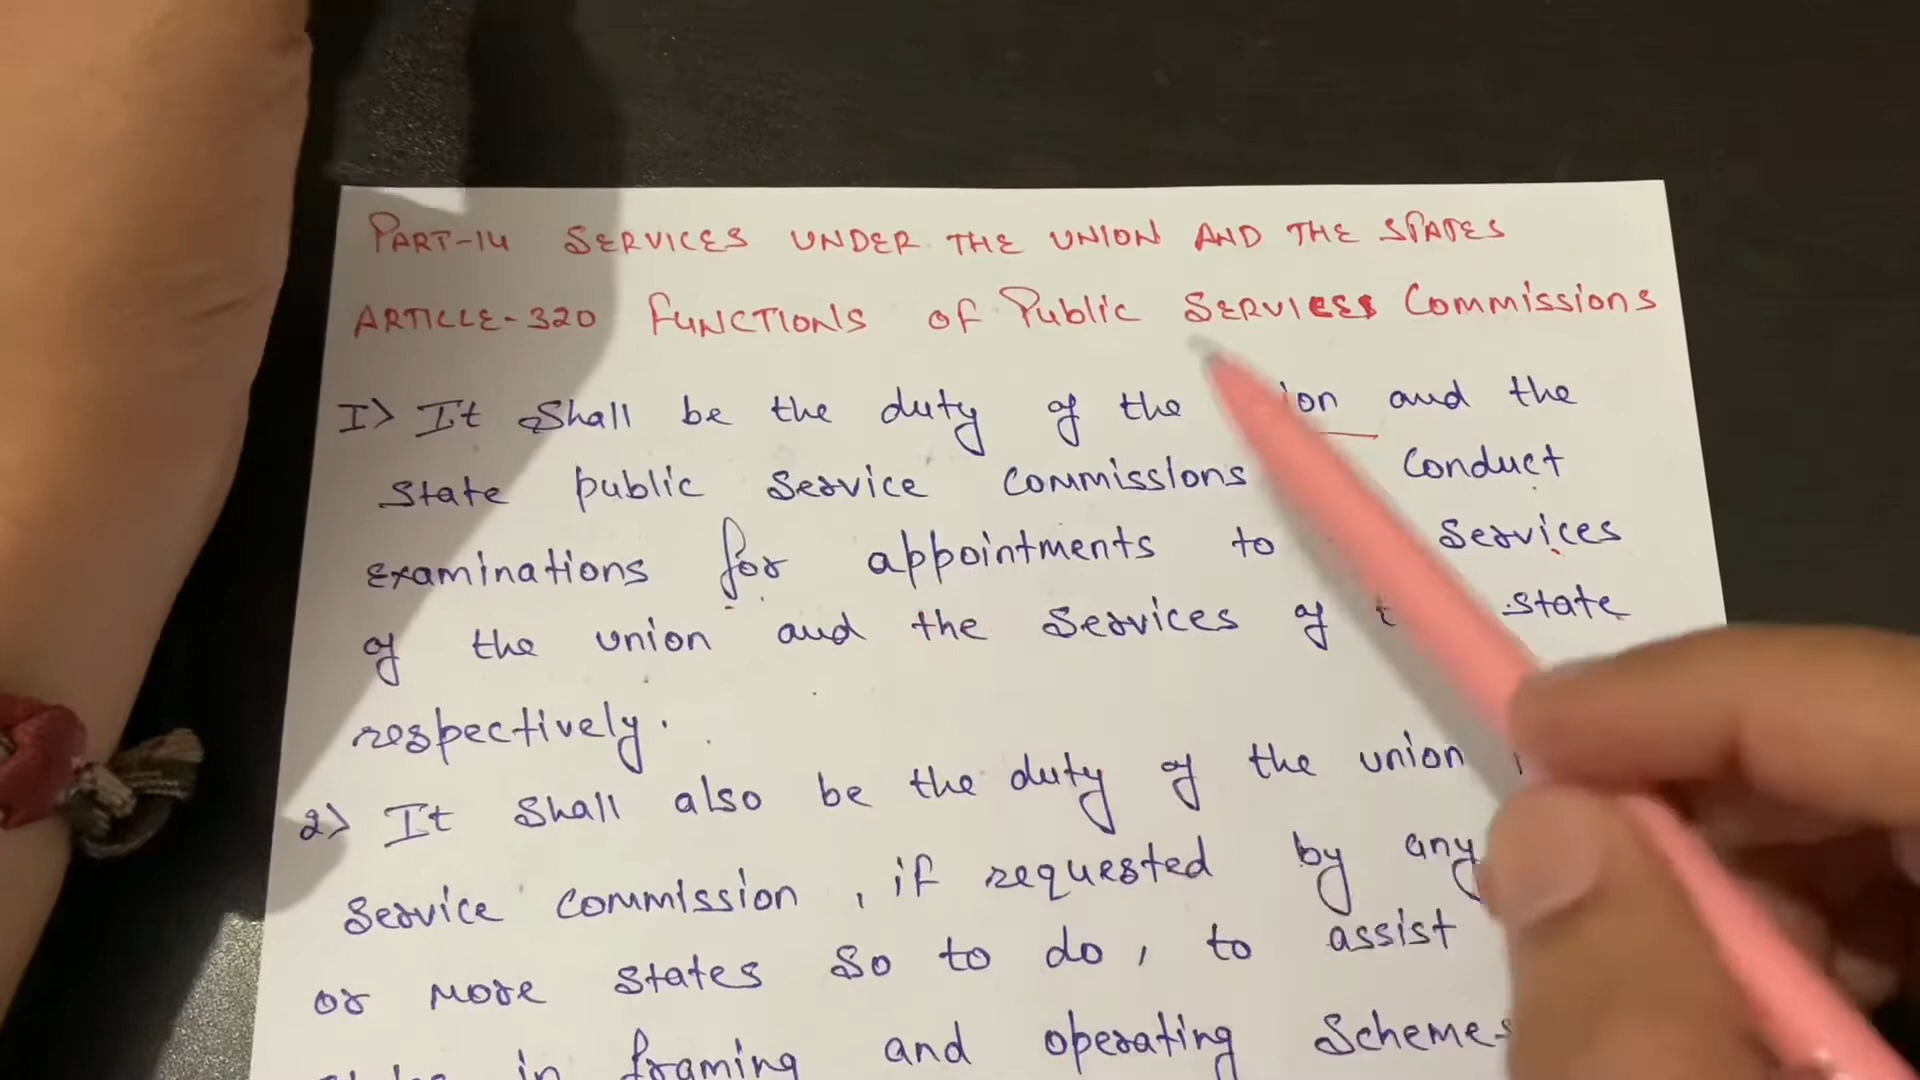 PART-14 SERVICES UNDER THE UNION AND THE STATES
ARTICLE-320 FUNCTIONS OF Public SERVICES Commissions
I> It shall be the duty of the and the
state public service commissions conduct
examinations for appointments to services
of the union and the services of state
respectively.
2> It shall also be the duty of the union
service commission, if requested by any
or more states so to do, to assist
in framing and operating schemes